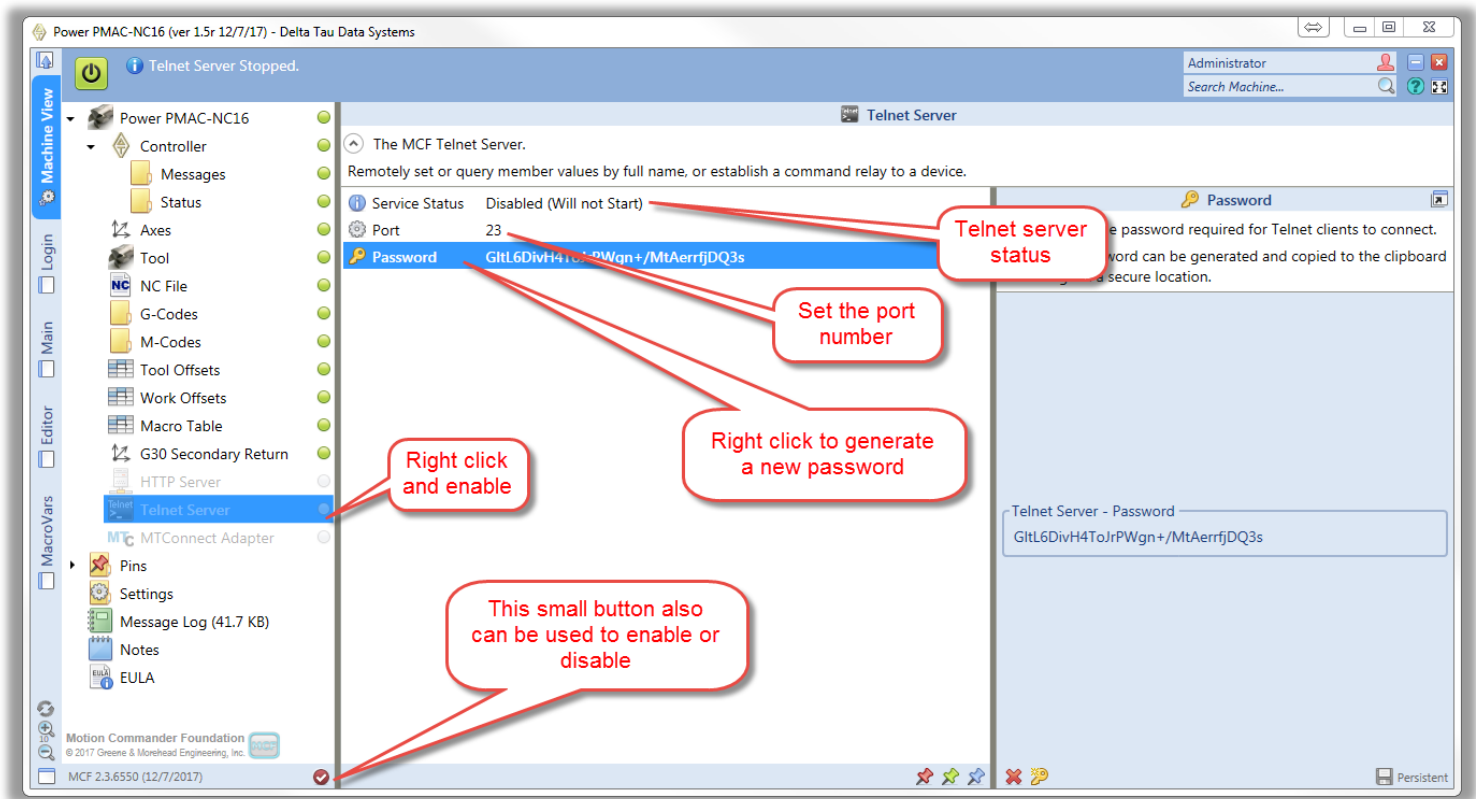 Power PMAC-NC16 (ver 1.5r 12/7/17) - Delta Tau Data Systems
Telnet Server Stopped.
Administrator
Search Machine...
Machine View
Login
Main
Editor
MacroVars
Power PMAC-NC16
Controller
Messages
Status
Axes
Tool
NC File
G-Codes
M-Codes
Tool Offsets
Work Offsets
Macro Table
G30 Secondary Return
HTTP Server
Telnet Server
MTConnect Adapter
Pins
Settings
Message Log (41.7 KB)
Notes
EULA
Motion Commander Foundation
© 2017 Greene & Morehead Engineering, Inc.
MCF 2.3.6550 (12/7/2017)
Telnet Server
The MCF Telnet Server.
Remotely set or query member values by full name, or establish a command relay to a device.
Service Status Disabled (Will not Start)
Port 23
Password GltL6DivH4ToJrPWgn+/MtAerrfjDQ3s
Telnet server
status
Set the port
number
Right click to generate
a new password
Right click
and enable
This small button also
can be used to enable or
disable
Password
password required for Telnet clients to connect.
can be generated and copied to the clipboard
a secure location.
Telnet Server - Password
GltL6DivH4ToJrPWgn+/MtAerrfjDQ3s
Persistent